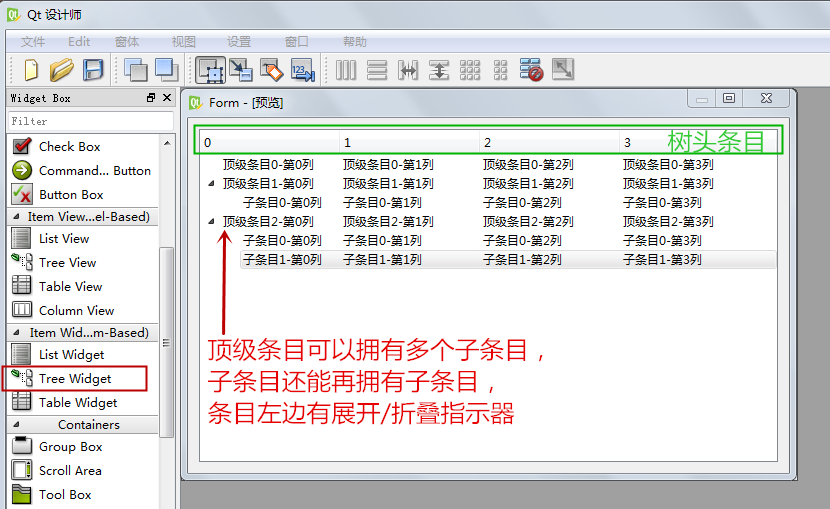 Qt 设计师
文件 Edit 窗体 视图 设置 窗口 帮助
123
Widget Box
Filter
Check Box
Command... Button
Button Box
Item View...el-Based)
List View
Tree View
Table View
Column View
Item Wid...m-Based)
List Widget
Tree Widget
Table Widget
Containers
Group Box
Scroll Area
Tool Box
Form - [预览]
0 1 2 3 树头条目
顶级条目0-第0列 顶级条目0-第1列 顶级条目0-第2列 顶级条目0-第3列
顶级条目1-第0列 顶级条目1-第1列 顶级条目1-第2列 顶级条目1-第3列
子条目0-第0列 子条目0-第1列 子条目0-第2列 子条目0-第3列
顶级条目2-第0列 顶级条目2-第1列 顶级条目2-第2列 顶级条目2-第3列
子条目0-第0列 子条目0-第1列 子条目0-第2列 子条目0-第3列
子条目1-第0列 子条目1-第1列 子条目1-第2列 子条目1-第3列
顶级条目可以拥有多个子条目，
子条目还能再拥有子条目，
条目左边有展开/折叠指示器